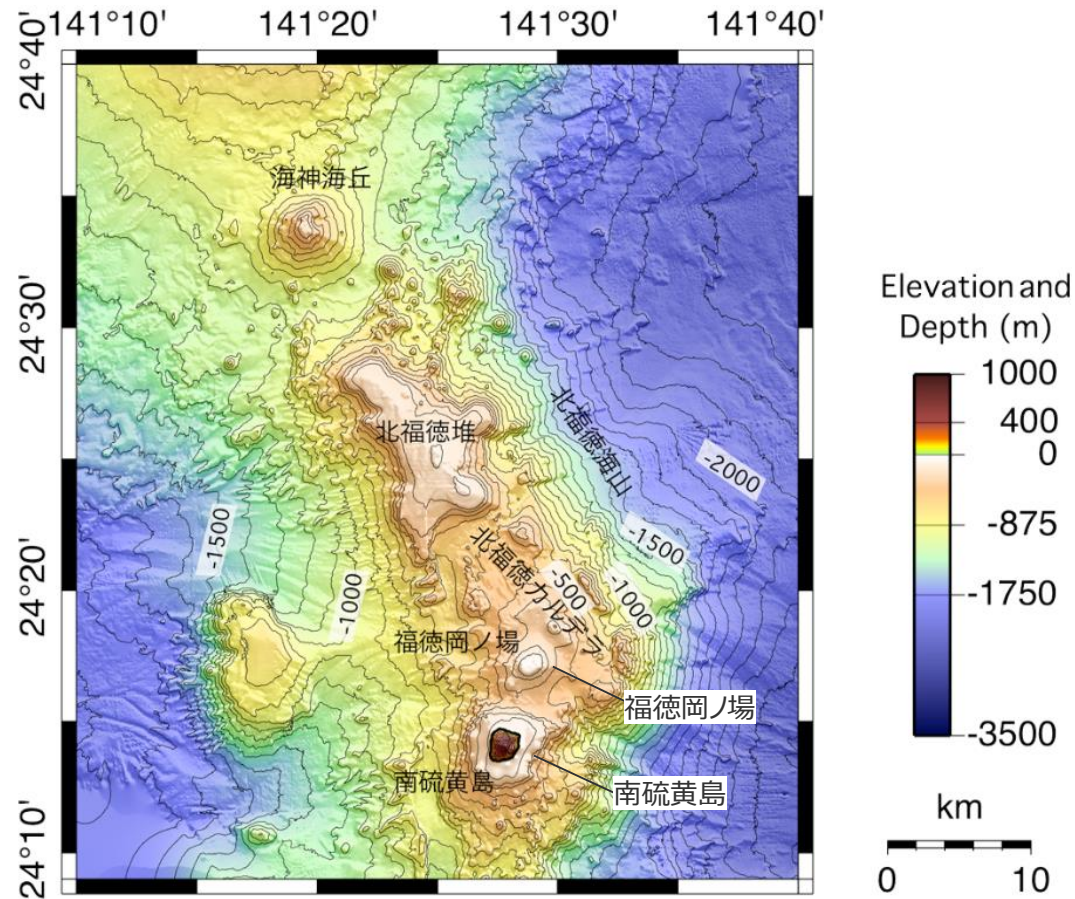 141°10' 141°20' 141°30' 141°40'
24°40'
24°30'
24°20'
24°10'
海神海丘
北福徳堆
北福徳海山
-2000
-1500
-1500
北福徳カルデラ
-500
-1000
-1000
福徳岡ノ場
福徳岡ノ場
南硫黄島
南硫黄島
Elevation and
Depth (m)
1000
400
0
-875
-1750
-3500
km
0 10